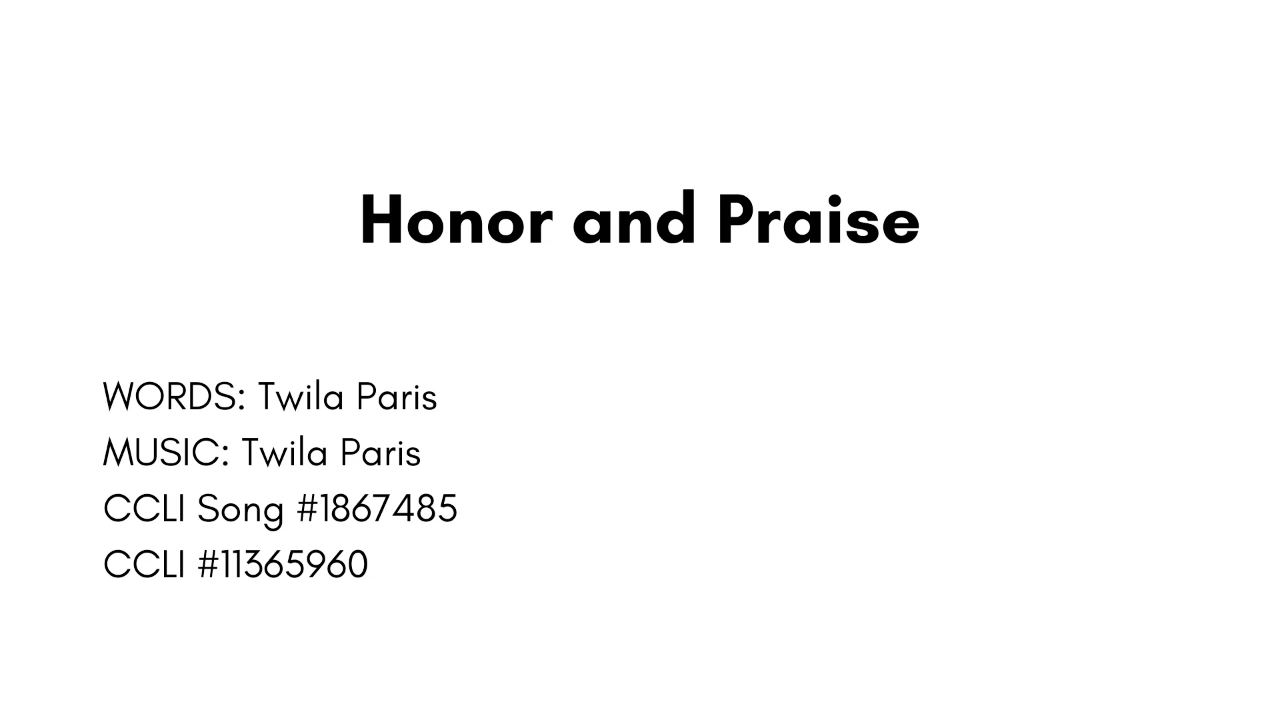 Honor and Praise
WORDS: Twila Paris
MUSIC: Twila Paris
CCLI Song #1867485
CCLI #11365960